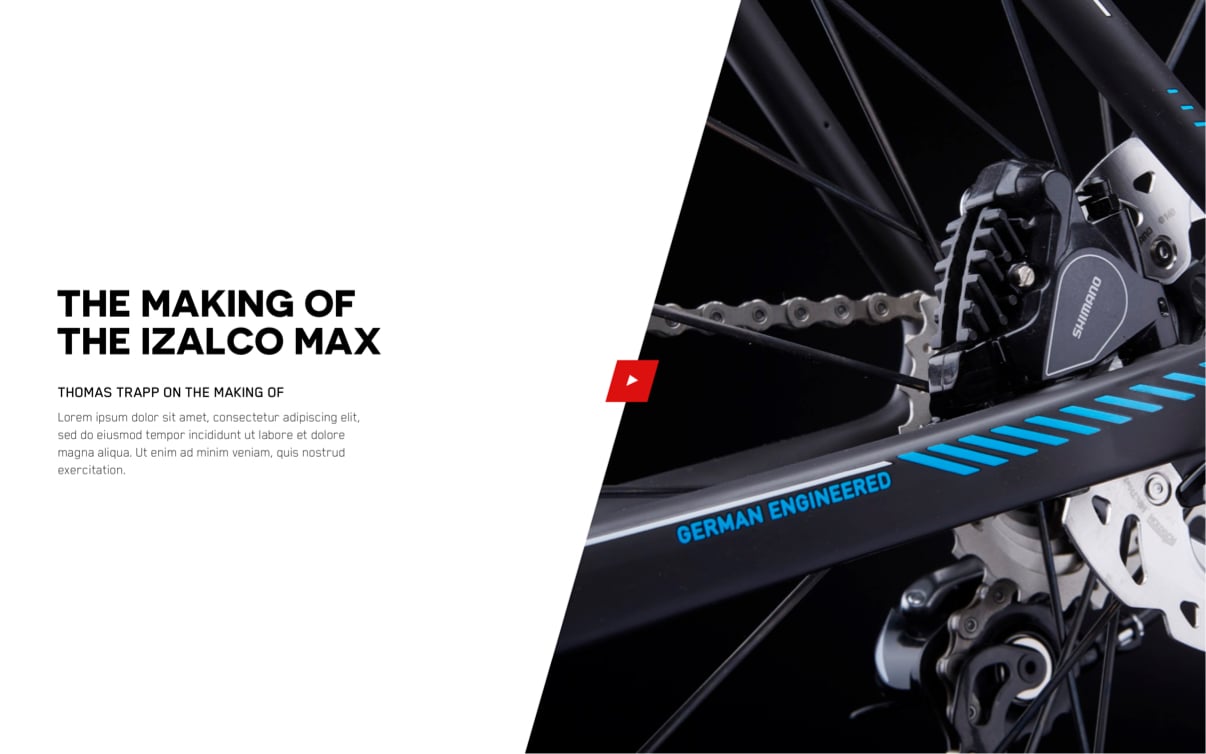 THE MAKING OF
THE IZALCO MAX
THOMAS TRAPP ON THE MAKING OF
Lorem ipsum dolor sit amet, consectetur adipiscing elit,
sed do eiusmod tempor incididunt ut labore et dolore
magna aliqua. Ut enim ad minim veniam, quis nostrud
exercitation.
SHIMANO
GERMAN ENGINEERED